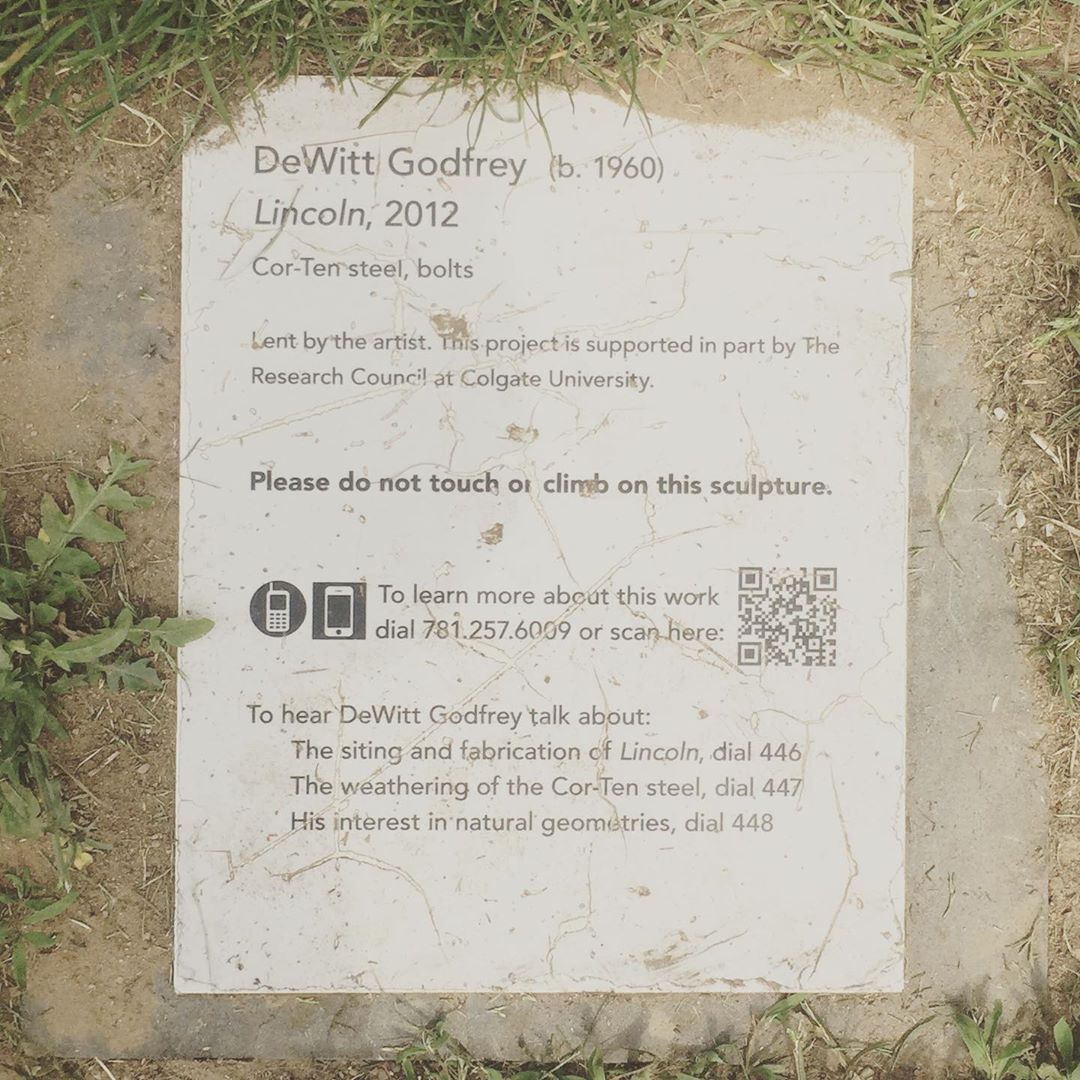 DeWitt Godfrey (b. 1960)
Lincoln, 2012
Cor-Ten steel, bolts
Lent by the artist. This project is supported in part by The
Research Council at Colgate University.
Please do not touch or climb on this sculpture.
To learn more about this work
dial 781.257.6009 or scan here:
To hear DeWitt Godfrey talk about:
The siting and fabrication of Lincoln, dial 446
The weathering of the Cor-Ten steel, dial 447
His interest in natural geometries, dial 448